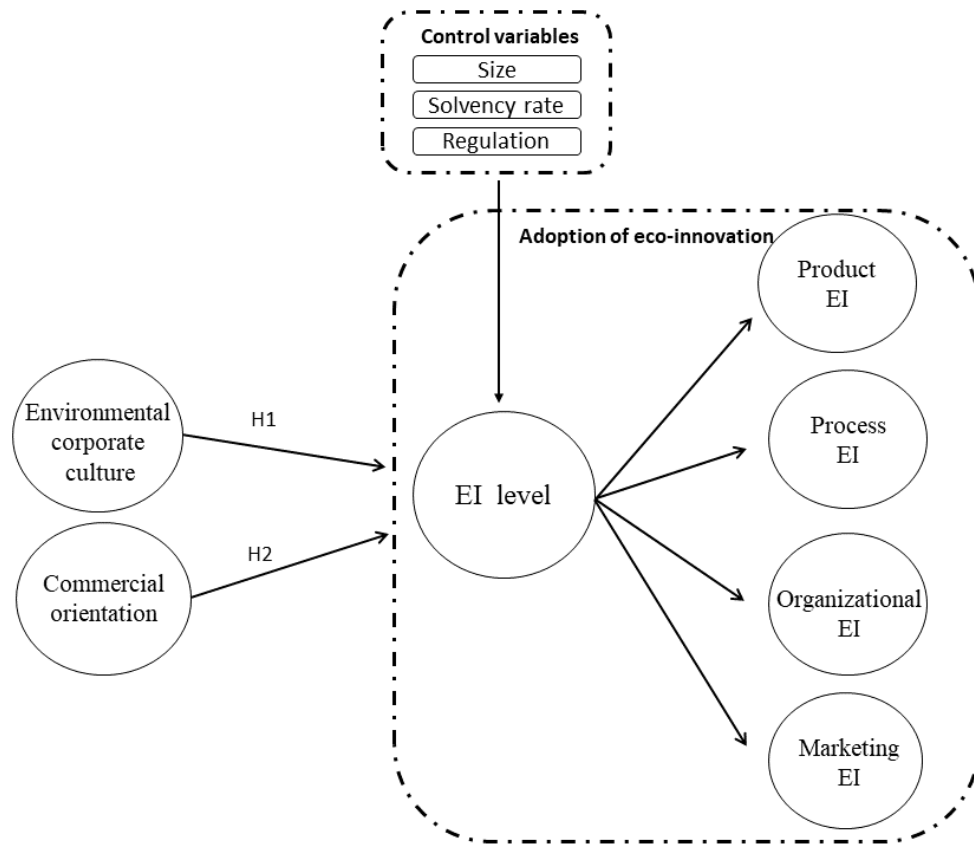 Control variables
Size
Solvency rate
Regulation
Adoption of eco-innovation
Product
EI
Environmental
corporate
culture
H1
Process
EI
EI level
H2
Commercial
orientation
Organizational
EI
Marketing
EI